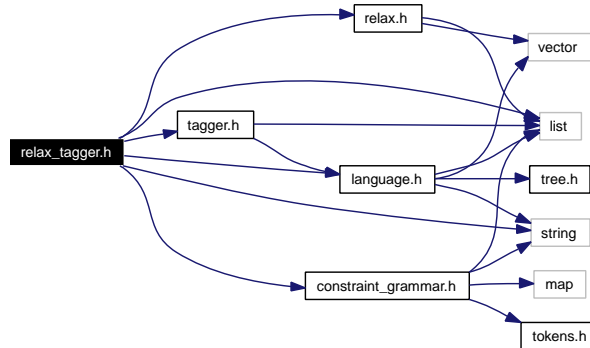 relax.h
vector
tagger.h
list
relax_tagger.h
language.h
tree.h
string
constraint_grammar.h
map
tokens.h